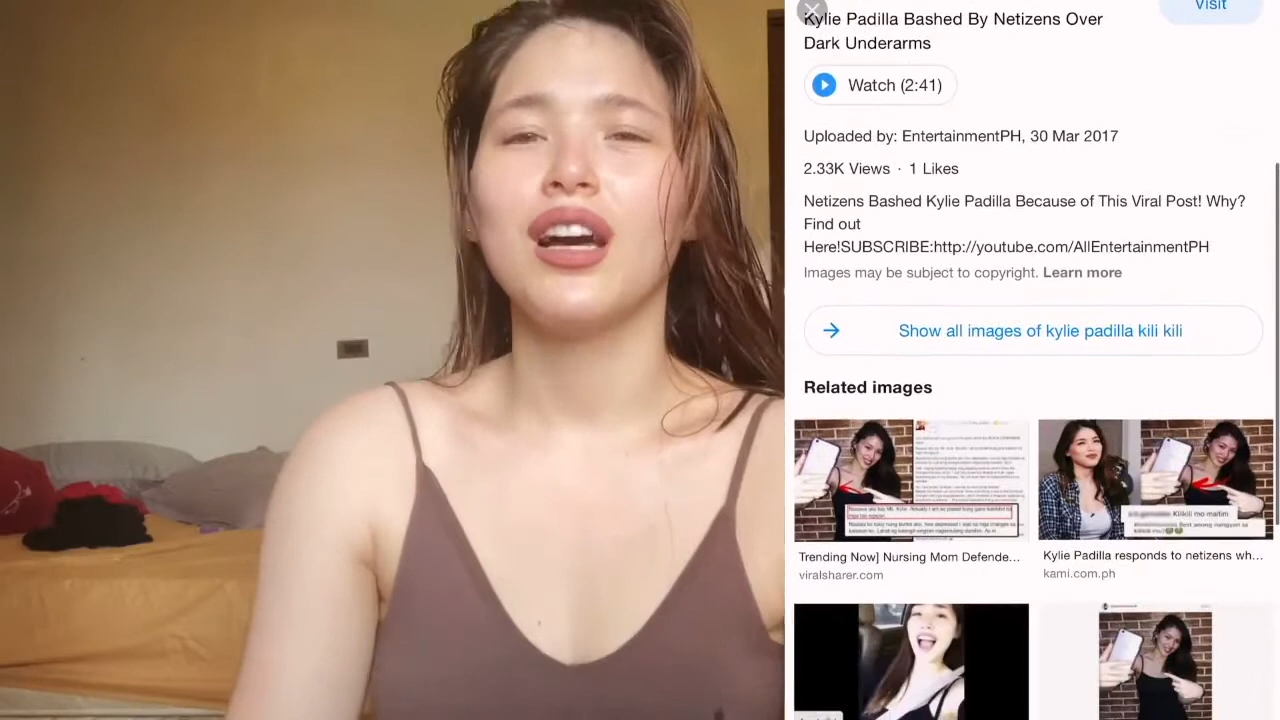 Visit
Kylie Padilla Bashed By Netizens Over
Dark Underarms
Watch (2:41)
Uploaded by: EntertainmentPH, 30 Mar 2017
2.33K Views · 1 Likes
Netizens Bashed Kylie Padilla Because of This Viral Post! Why?
Find out
Here!SUBSCRIBE:http://youtube.com/AllEntertainmentPH
Images may be subject to copyright. Learn more
Show all images of kylie padilla kili kili
Related images
Kilikili mo maitim
Trending Now] Nursing Mom Defende...
viralsharer.com
Kylie Padilla responds to netizens wh...
kami.com.ph